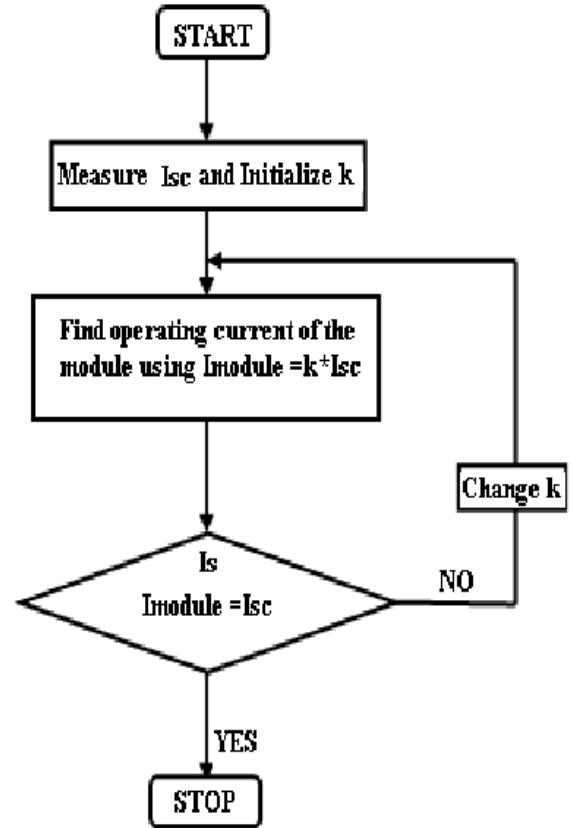 START
Measure Isc and Initialize k
Find operating current of the
module using Imodule =k*Isc
Change k
Is
Imodule =Isc
NO
YES
STOP